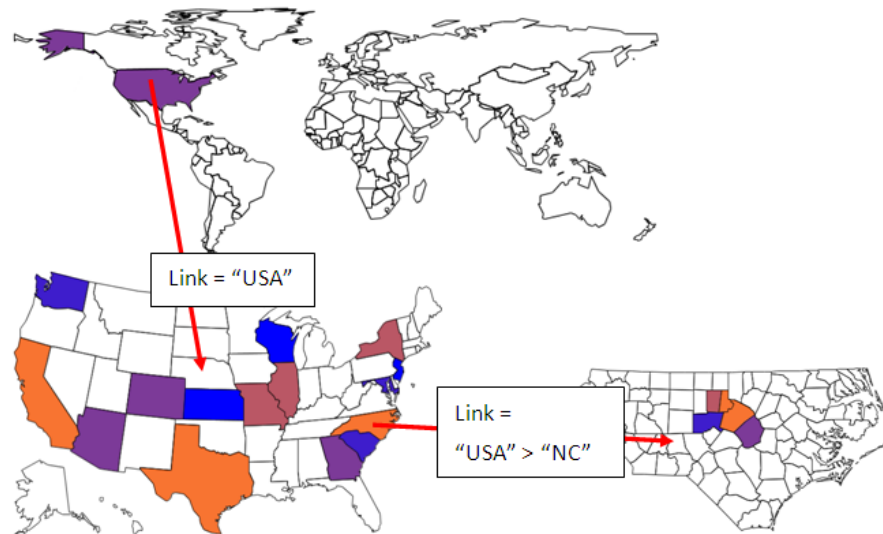 Link = “USA”
Link =
“USA” > “NC”